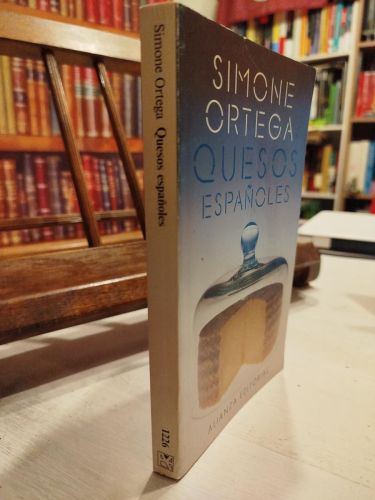 Simone Ortega Quesos españoles
1226
SIMONE
ORTEGA
QUESOS
ESPAÑOLES
ALIANZA EDITORIAL